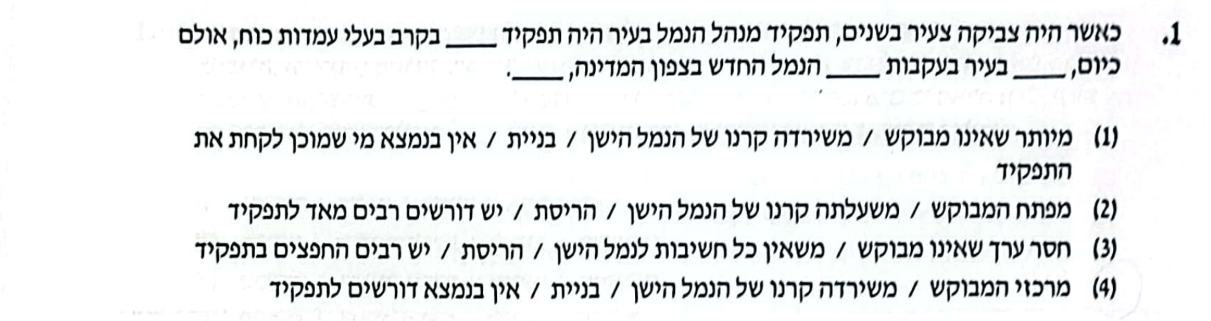 1. כאשר היה צביקה צעיר בשנים, תפקיד מנהל הנמל בעיר היה תפקיד ____ בקרב בעלי עמדות כוח, אולם
כיום, ____ בעיר בעקבות ____ הנמל החדש בצפון המדינה, ____.
(1) מיותר שאינו מבוקש / משירדה קרנו של הנמל הישן / בניית / אין בנמצא מי שמוכן לקחת את
התפקיד
(2) מפתח המבוקש / משעלתה קרנו של הנמל הישן / הריסת / יש דורשים רבים מאד לתפקיד
(3) חסר ערך שאינו מבוקש / משאין כל חשיבות לנמל הישן / הריסת / יש רבים החפצים בתפקיד
(4) מרכזי המבוקש / משירדה קרנו של הנמל הישן / בניית / אין בנמצא דורשים לתפקיד